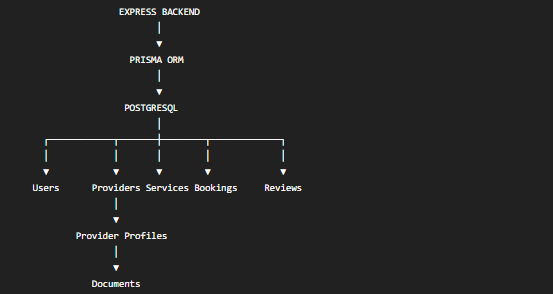 EXPRESS BACKEND
PRISMA ORM
POSTGRESQL
Users Providers Services Bookings Reviews
Provider Profiles
Documents